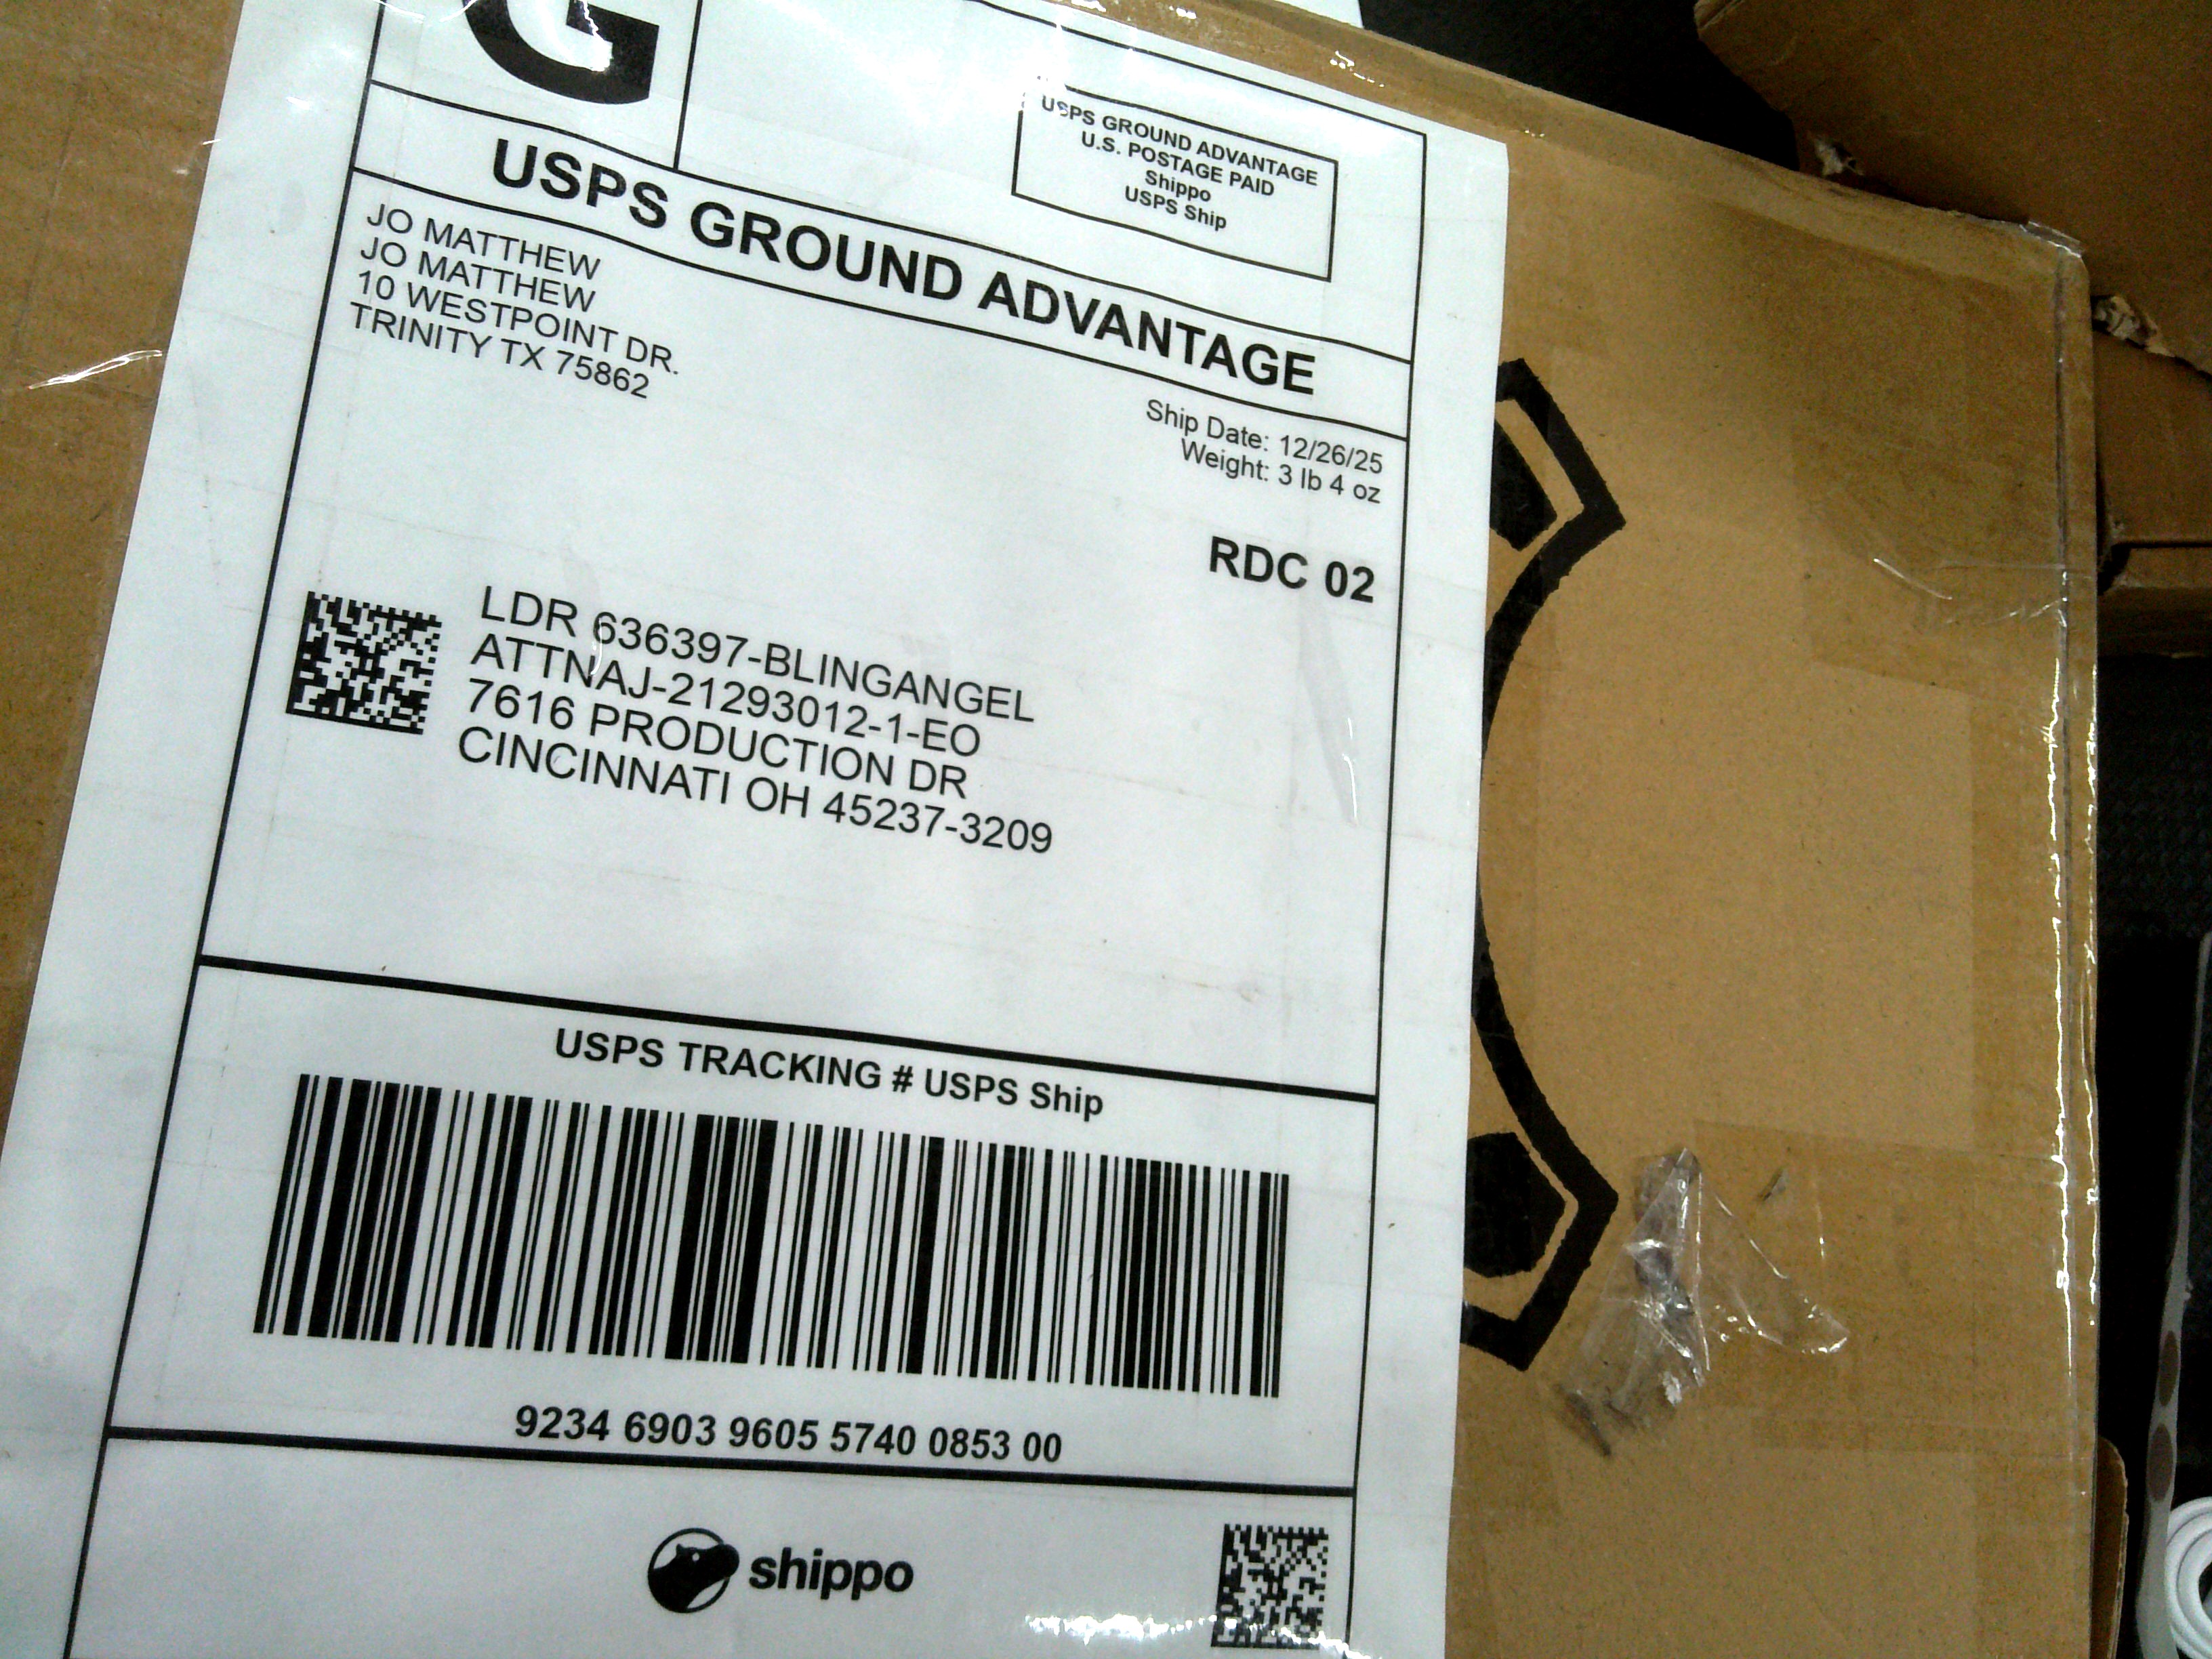 G
USPS GROUND ADVANTAGE
U.S. POSTAGE PAID
Shippo
USPS Ship
USPS GROUND ADVANTAGE
JO MATTHEW
JO MATTHEW
10 WESTPOINT DR.
TRINITY TX 75862
Ship Date: 12/26/25
Weight: 3 lb 4 oz
RDC 02
LDR 636397-BLINGANGEL
ATTNAJ-21293012-1-EO
7616 PRODUCTION DR
CINCINNATI OH 45237-3209
USPS TRACKING # USPS Ship
9234 6903 9605 5740 0853 00
shippo